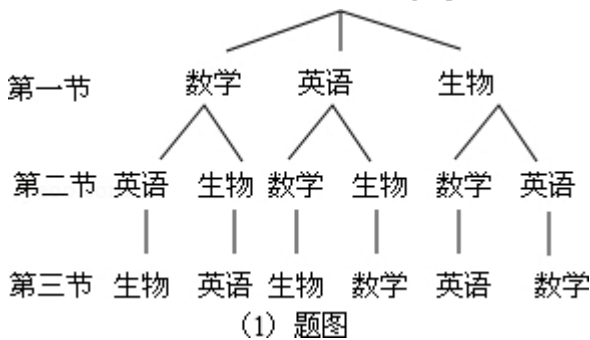 第一节 数学 英语 生物
第二节 英语 生物 数学 生物 数学 英语
第三节 生物 英语 生物 数学 英语 数学
(1) 题图